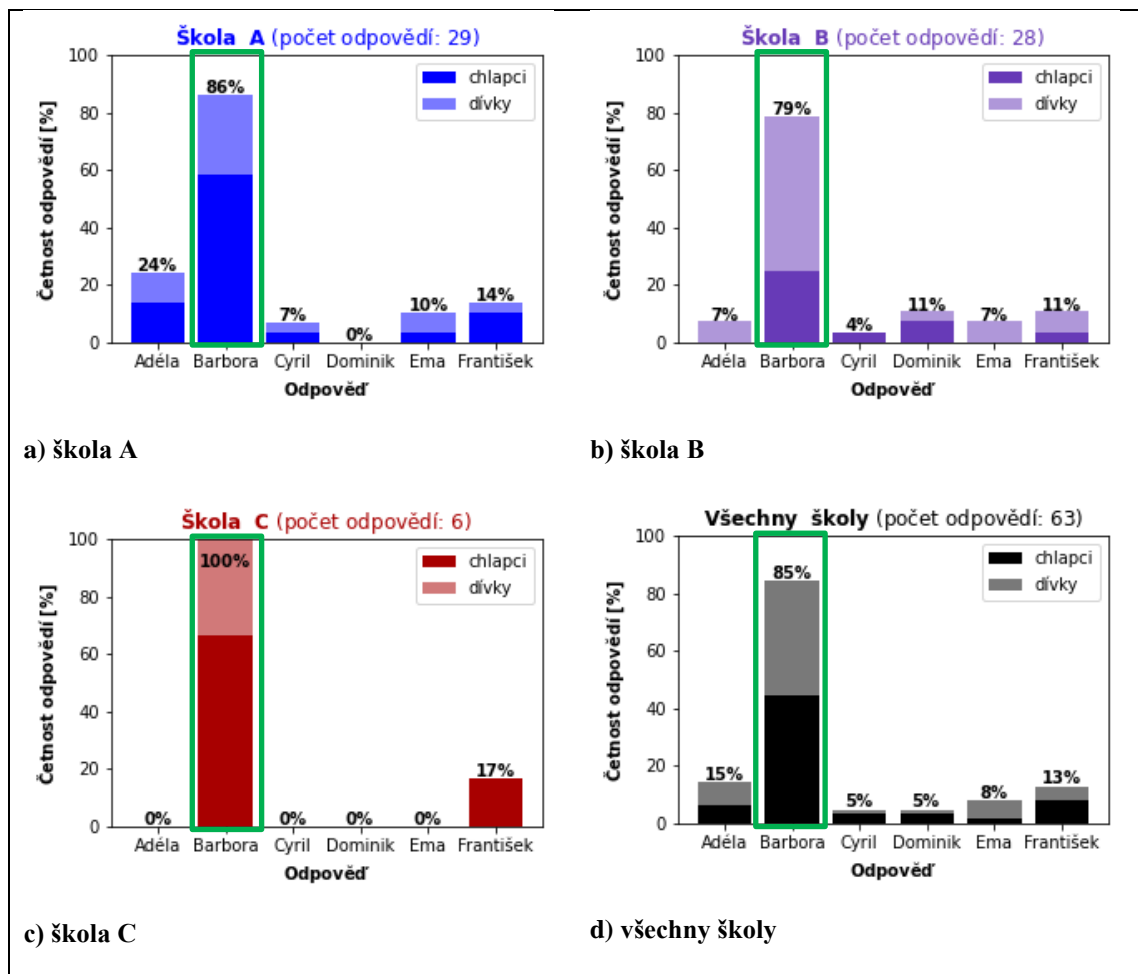 Škola A (počet odpovědí: 29)
Četnost odpovědí [%]
100
80
60
40
20
0
chlapci
dívky
24%
86%
7%
0%
10%
14%
Adéla Barbora Cyril Dominik Ema František
Odpověď
a) škola A
Škola B (počet odpovědí: 28)
Četnost odpovědí [%]
100
80
60
40
20
0
chlapci
dívky
7%
79%
4%
11%
7%
11%
Adéla Barbora Cyril Dominik Ema František
Odpověď
b) škola B
Škola C (počet odpovědí: 6)
Četnost odpovědí [%]
100
80
60
40
20
0
chlapci
dívky
0%
100%
0%
0%
0%
17%
Adéla Barbora Cyril Dominik Ema František
Odpověď
c) škola C
Všechny školy (počet odpovědí: 63)
Četnost odpovědí [%]
100
80
60
40
20
0
chlapci
dívky
15%
85%
5%
5%
8%
13%
Adéla Barbora Cyril Dominik Ema František
Odpověď
d) všechny školy